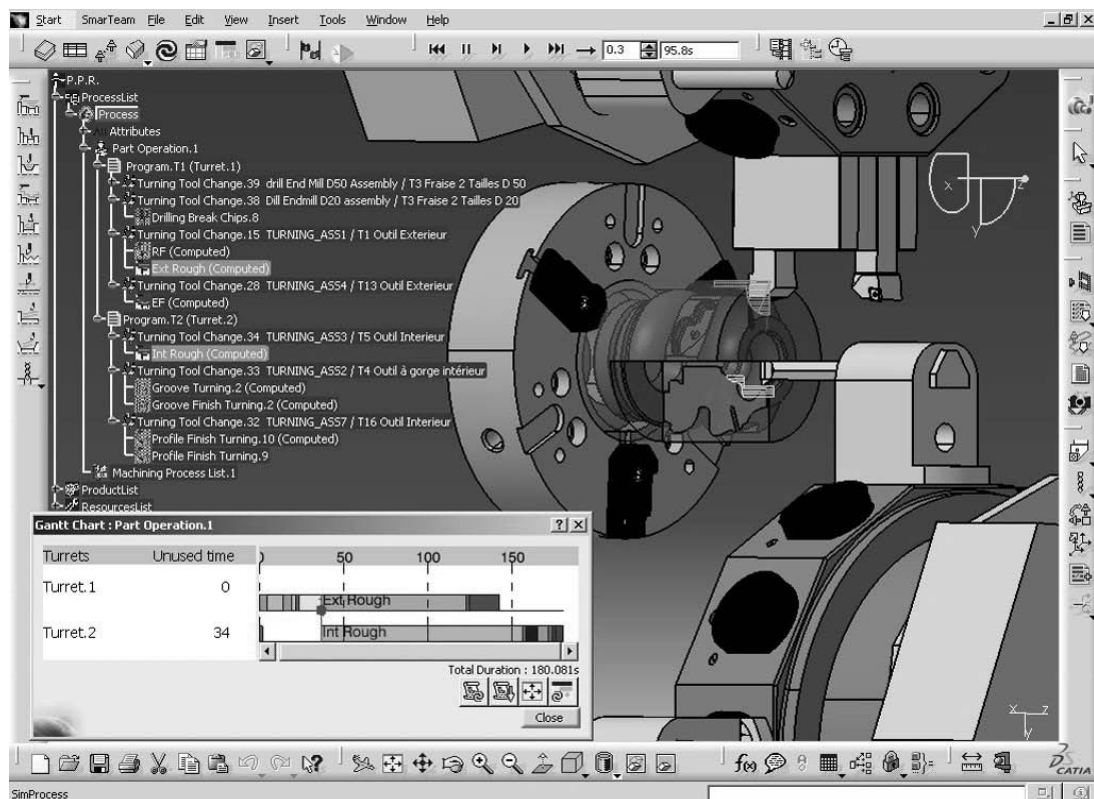 Start SmarTeam File Edit View Insert Tools Window Help
0.3 95.8s
P.P.R.
ProcessList
Process
Attributes
Part Operation.1
Program.T1 (Turret.1)
Turning Tool Change.39 drill End Mill D50 Assembly / T3 Fraise 2 Tailles D 50
Turning Tool Change.38 Dill Endmill D20 assembly / T3 Fraise 2 Tailles D 20
Drilling Break Chips.8
Turning Tool Change.15 TURNING_ASS1 / T1 Outil Exterieur
RF (Computed)
Ext Rough (Computed)
Turning Tool Change.28 TURNING_ASS4 / T13 Outil Exterieur
EF (Computed)
Program.T2 (Turret.2)
Turning Tool Change.34 TURNING_ASS3 / T5 Outil Interieur
Int Rough (Computed)
Turning Tool Change.33 TURNING_ASS2 / T4 Outil à gorge intérieur
Groove Turning.2 (Computed)
Groove Finish Turning.2 (Computed)
Turning Tool Change.32 TURNING_ASS7 / T16 Outil Interieur
Profile Finish Turning.10 (Computed)
Profile Finish Turning.9
Machining Process List.1
ProductList
ResourcesList
x z
y
Gantt Chart : Part Operation.1
Turrets Unused time 50 100 150
Turret.1 0 Ext Rough
Turret.2 34 Int Rough
Total Duration : 180.081s
Close
x z
y
f(x)
CATIA
SimProcess